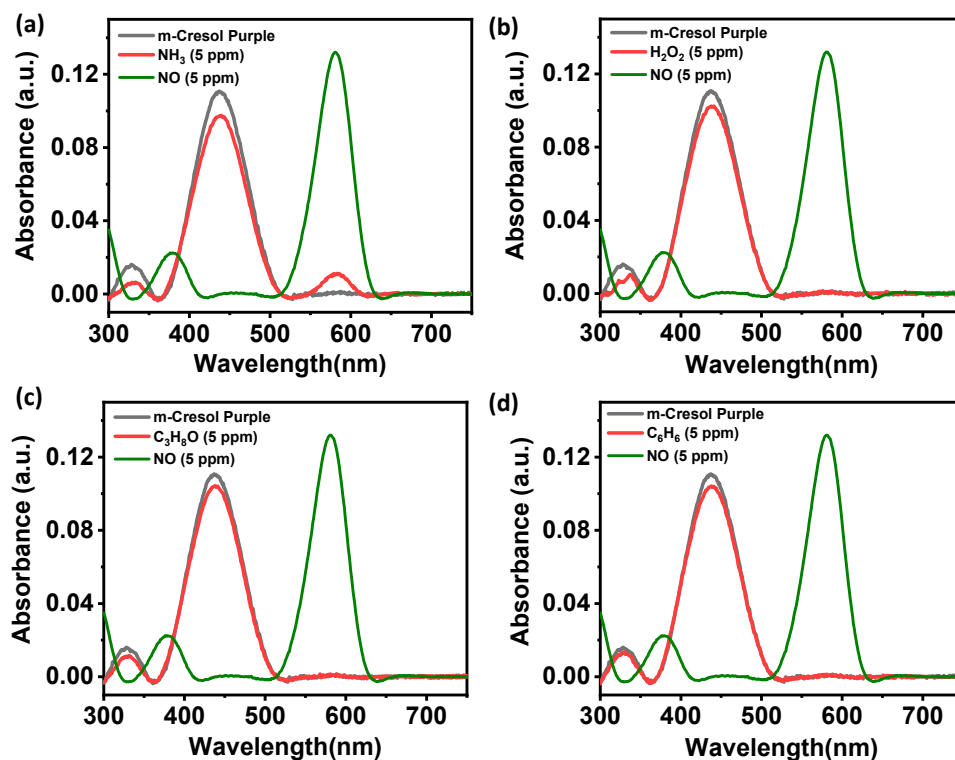 (a)
m-Cresol Purple
NH₃ (5 ppm)
NO (5 ppm)
Absorbance (a.u.)
0.12
0.08
0.04
0.00
300 400 500 600 700
Wavelength(nm)
(b)
m-Cresol Purple
H₂O₂ (5 ppm)
NO (5 ppm)
Absorbance (a.u.)
0.12
0.08
0.04
0.00
300 400 500 600 700
Wavelength(nm)
(c)
m-Cresol Purple
C₃H₈O (5 ppm)
NO (5 ppm)
Absorbance (a.u.)
0.12
0.08
0.04
0.00
300 400 500 600 700
Wavelength(nm)
(d)
m-Cresol Purple
C₆H₆ (5 ppm)
NO (5 ppm)
Absorbance (a.u.)
0.12
0.08
0.04
0.00
300 400 500 600 700
Wavelength(nm)